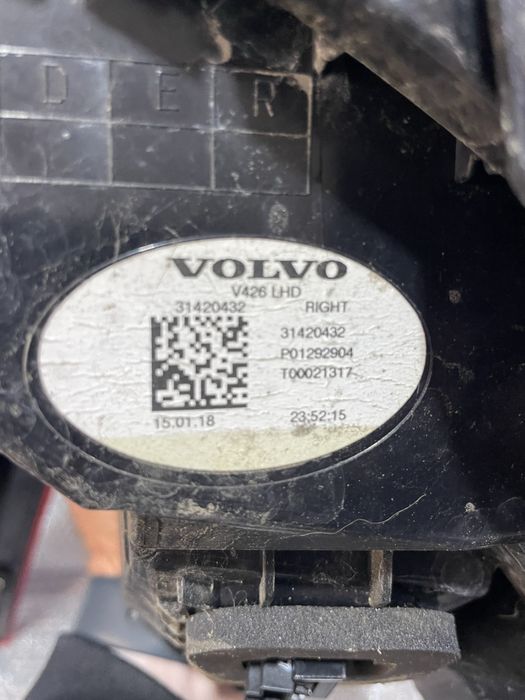 D E R
VOLVO
V426 LHD
31420432 RIGHT
31420432
P01292904
T00021317
15.01.18 23:52:15